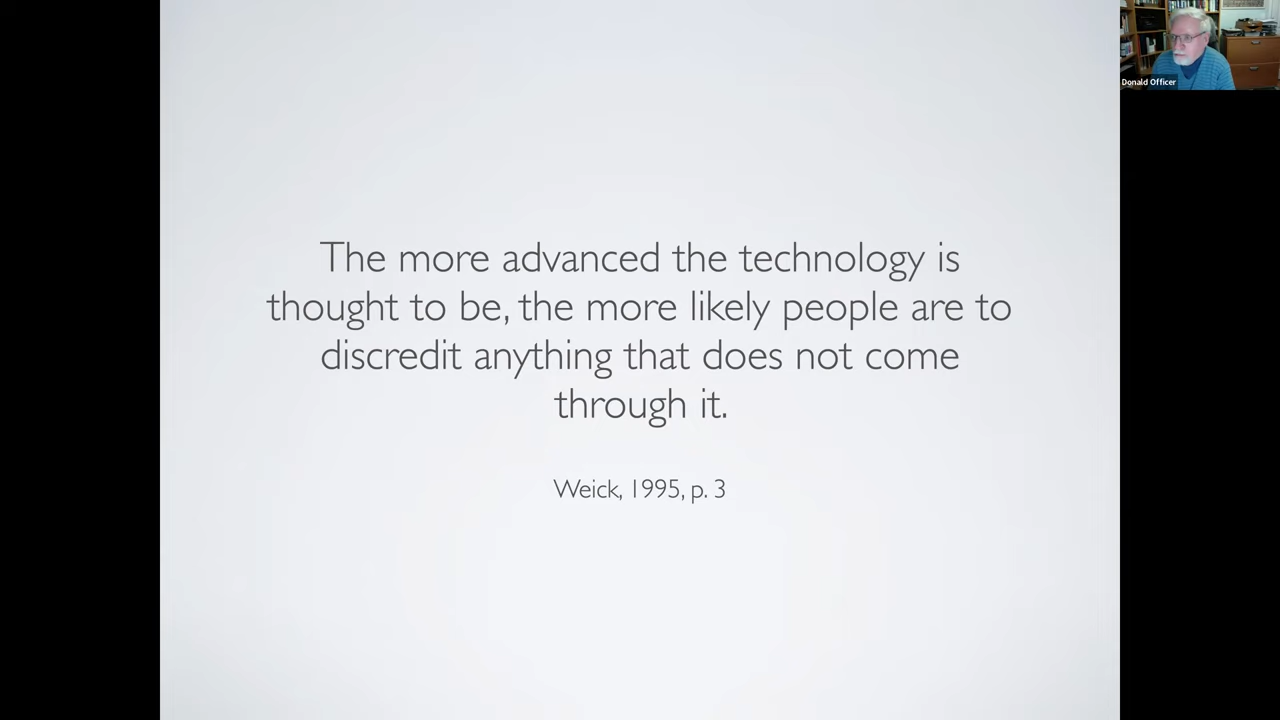 The more advanced the technology is
thought to be, the more likely people are to
discredit anything that does not come
through it.
Weick, 1995, p. 3
Donald Officer